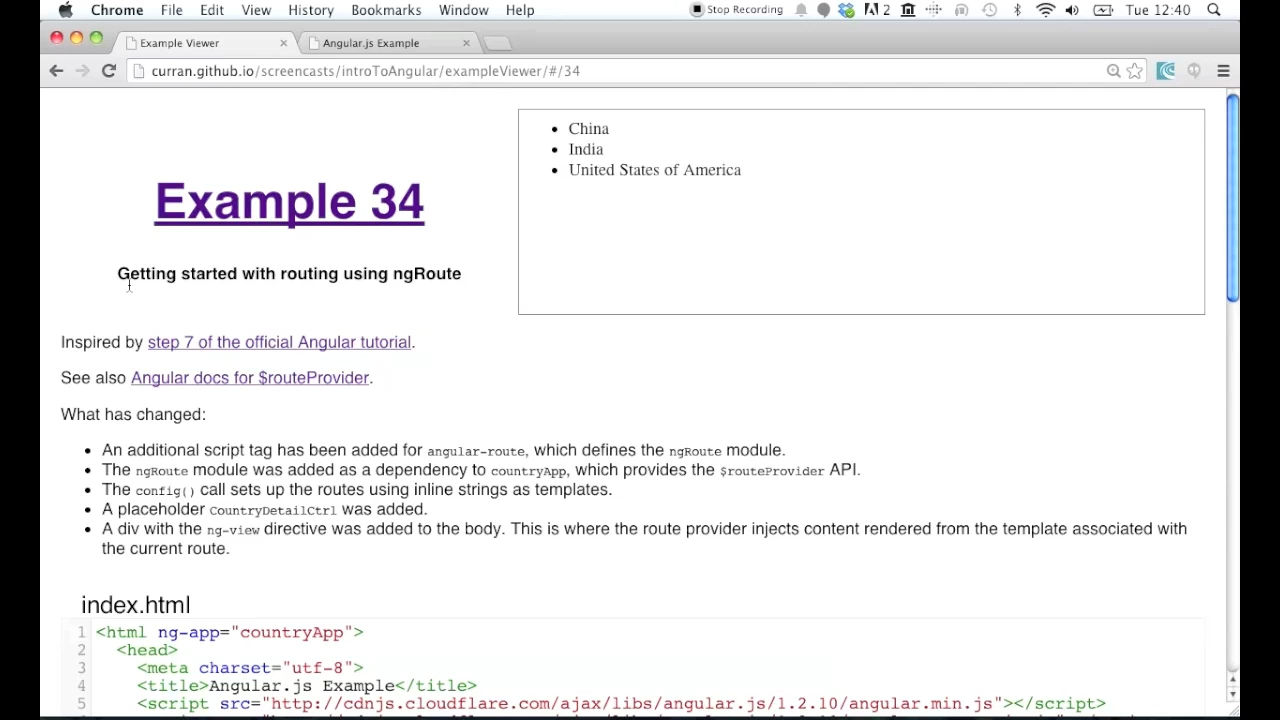 Chrome File Edit View History Bookmarks Window Help Stop Recording 2 Tue 12:40
Example Viewer Angular.js Example
curran.github.io/screencasts/introToAngular/exampleViewer/#/34
China
India
United States of America
Example 34
Getting started with routing using ngRoute
Inspired by step 7 of the official Angular tutorial.
See also Angular docs for $routeProvider.
What has changed:
An additional script tag has been added for angular-route, which defines the ngRoute module.
The ngRoute module was added as a dependency to countryApp, which provides the $routeProvider API.
The config() call sets up the routes using inline strings as templates.
A placeholder CountryDetailCtrl was added.
A div with the ng-view directive was added to the body. This is where the route provider injects content rendered from the template associated with
the current route.
index.html
1 <html ng-app="countryApp">
2 <head>
3 <meta charset="utf-8">
4 <title>Angular.js Example</title>
5 <script src="http://cdnjs.cloudflare.com/ajax/libs/angular.js/1.2.10/angular.min.js"></script>